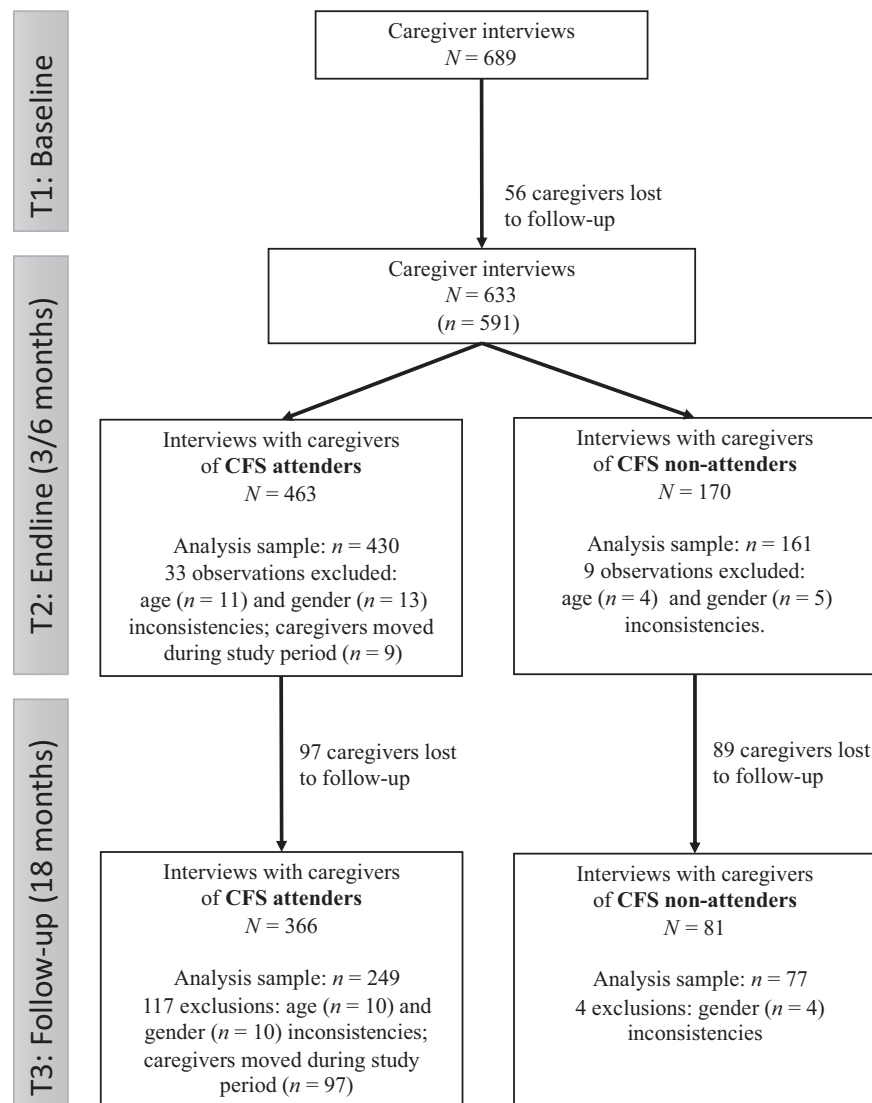 T1: Baseline
Caregiver interviews
N = 689
56 caregivers lost
to follow-up
T2: Endline (3/6 months)
Caregiver interviews
N = 633
(n = 591)
Interviews with caregivers
of CFS attenders
N = 463
Analysis sample: n = 430
33 observations excluded:
age (n = 11) and gender (n = 13)
inconsistencies; caregivers moved
during study period (n = 9)
Interviews with caregivers
of CFS non-attenders
N = 170
Analysis sample: n = 161
9 observations excluded:
age (n = 4) and gender (n = 5)
inconsistencies.
97 caregivers lost
to follow-up
89 caregivers lost
to follow-up
T3: Follow-up (18 months)
Interviews with caregivers
of CFS attenders
N = 366
Analysis sample: n = 249
117 exclusions: age (n = 10) and
gender (n = 10) inconsistencies;
caregivers moved during study
period (n = 97)
Interviews with caregivers
of CFS non-attenders
N = 81
Analysis sample: n = 77
4 exclusions: gender (n = 4)
inconsistencies